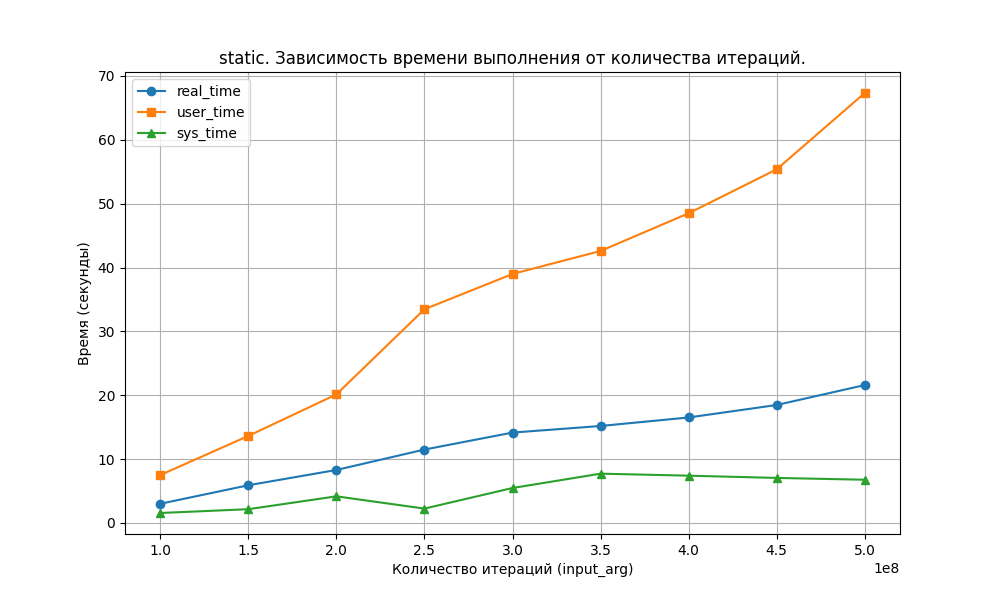 static. Зависимость времени выполнения от количества итераций.
real_time
user_time
sys_time
Время (секунды)
70
60
50
40
30
20
10
0
1.0 1.5 2.0 2.5 3.0 3.5 4.0 4.5 5.0
1e8
Количество итераций (input_arg)